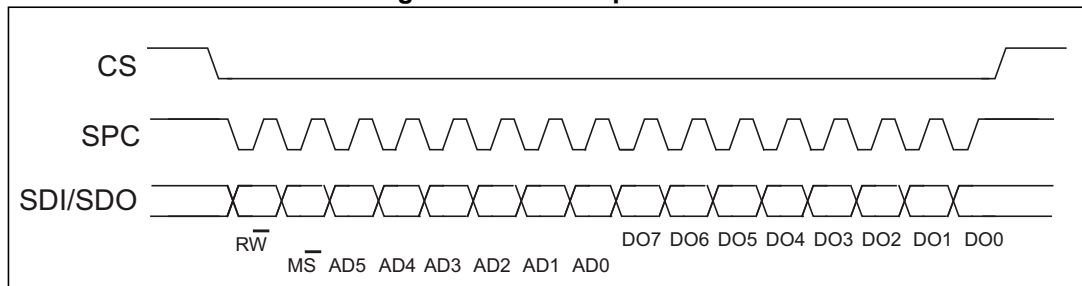 CS
SPC
SDI/SDO
RW̅
DO7 DO6 DO5 DO4 DO3 DO2 DO1 DO0
MS̅ AD5 AD4 AD3 AD2 AD1 AD0